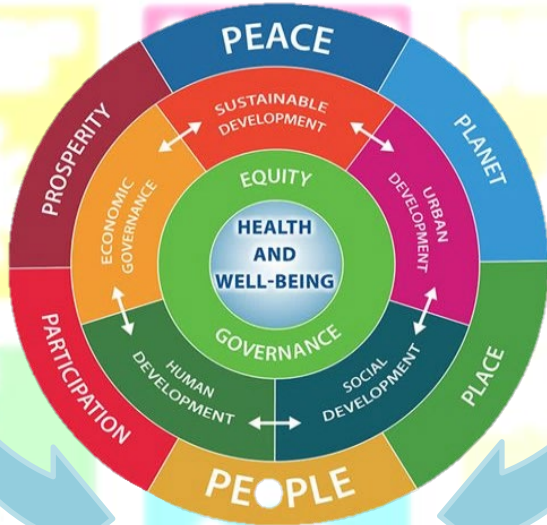 PEACE
PLANET
PLACE
PEOPLE
PARTICIPATION
PROSPERITY
SUSTAINABLE
DEVELOPMENT
URBAN
DEVELOPMENT
SOCIAL
DEVELOPMENT
HUMAN
DEVELOPMENT
ECONOMIC
GOVERNANCE
EQUITY
GOVERNANCE
HEALTH
AND
WELL-BEING